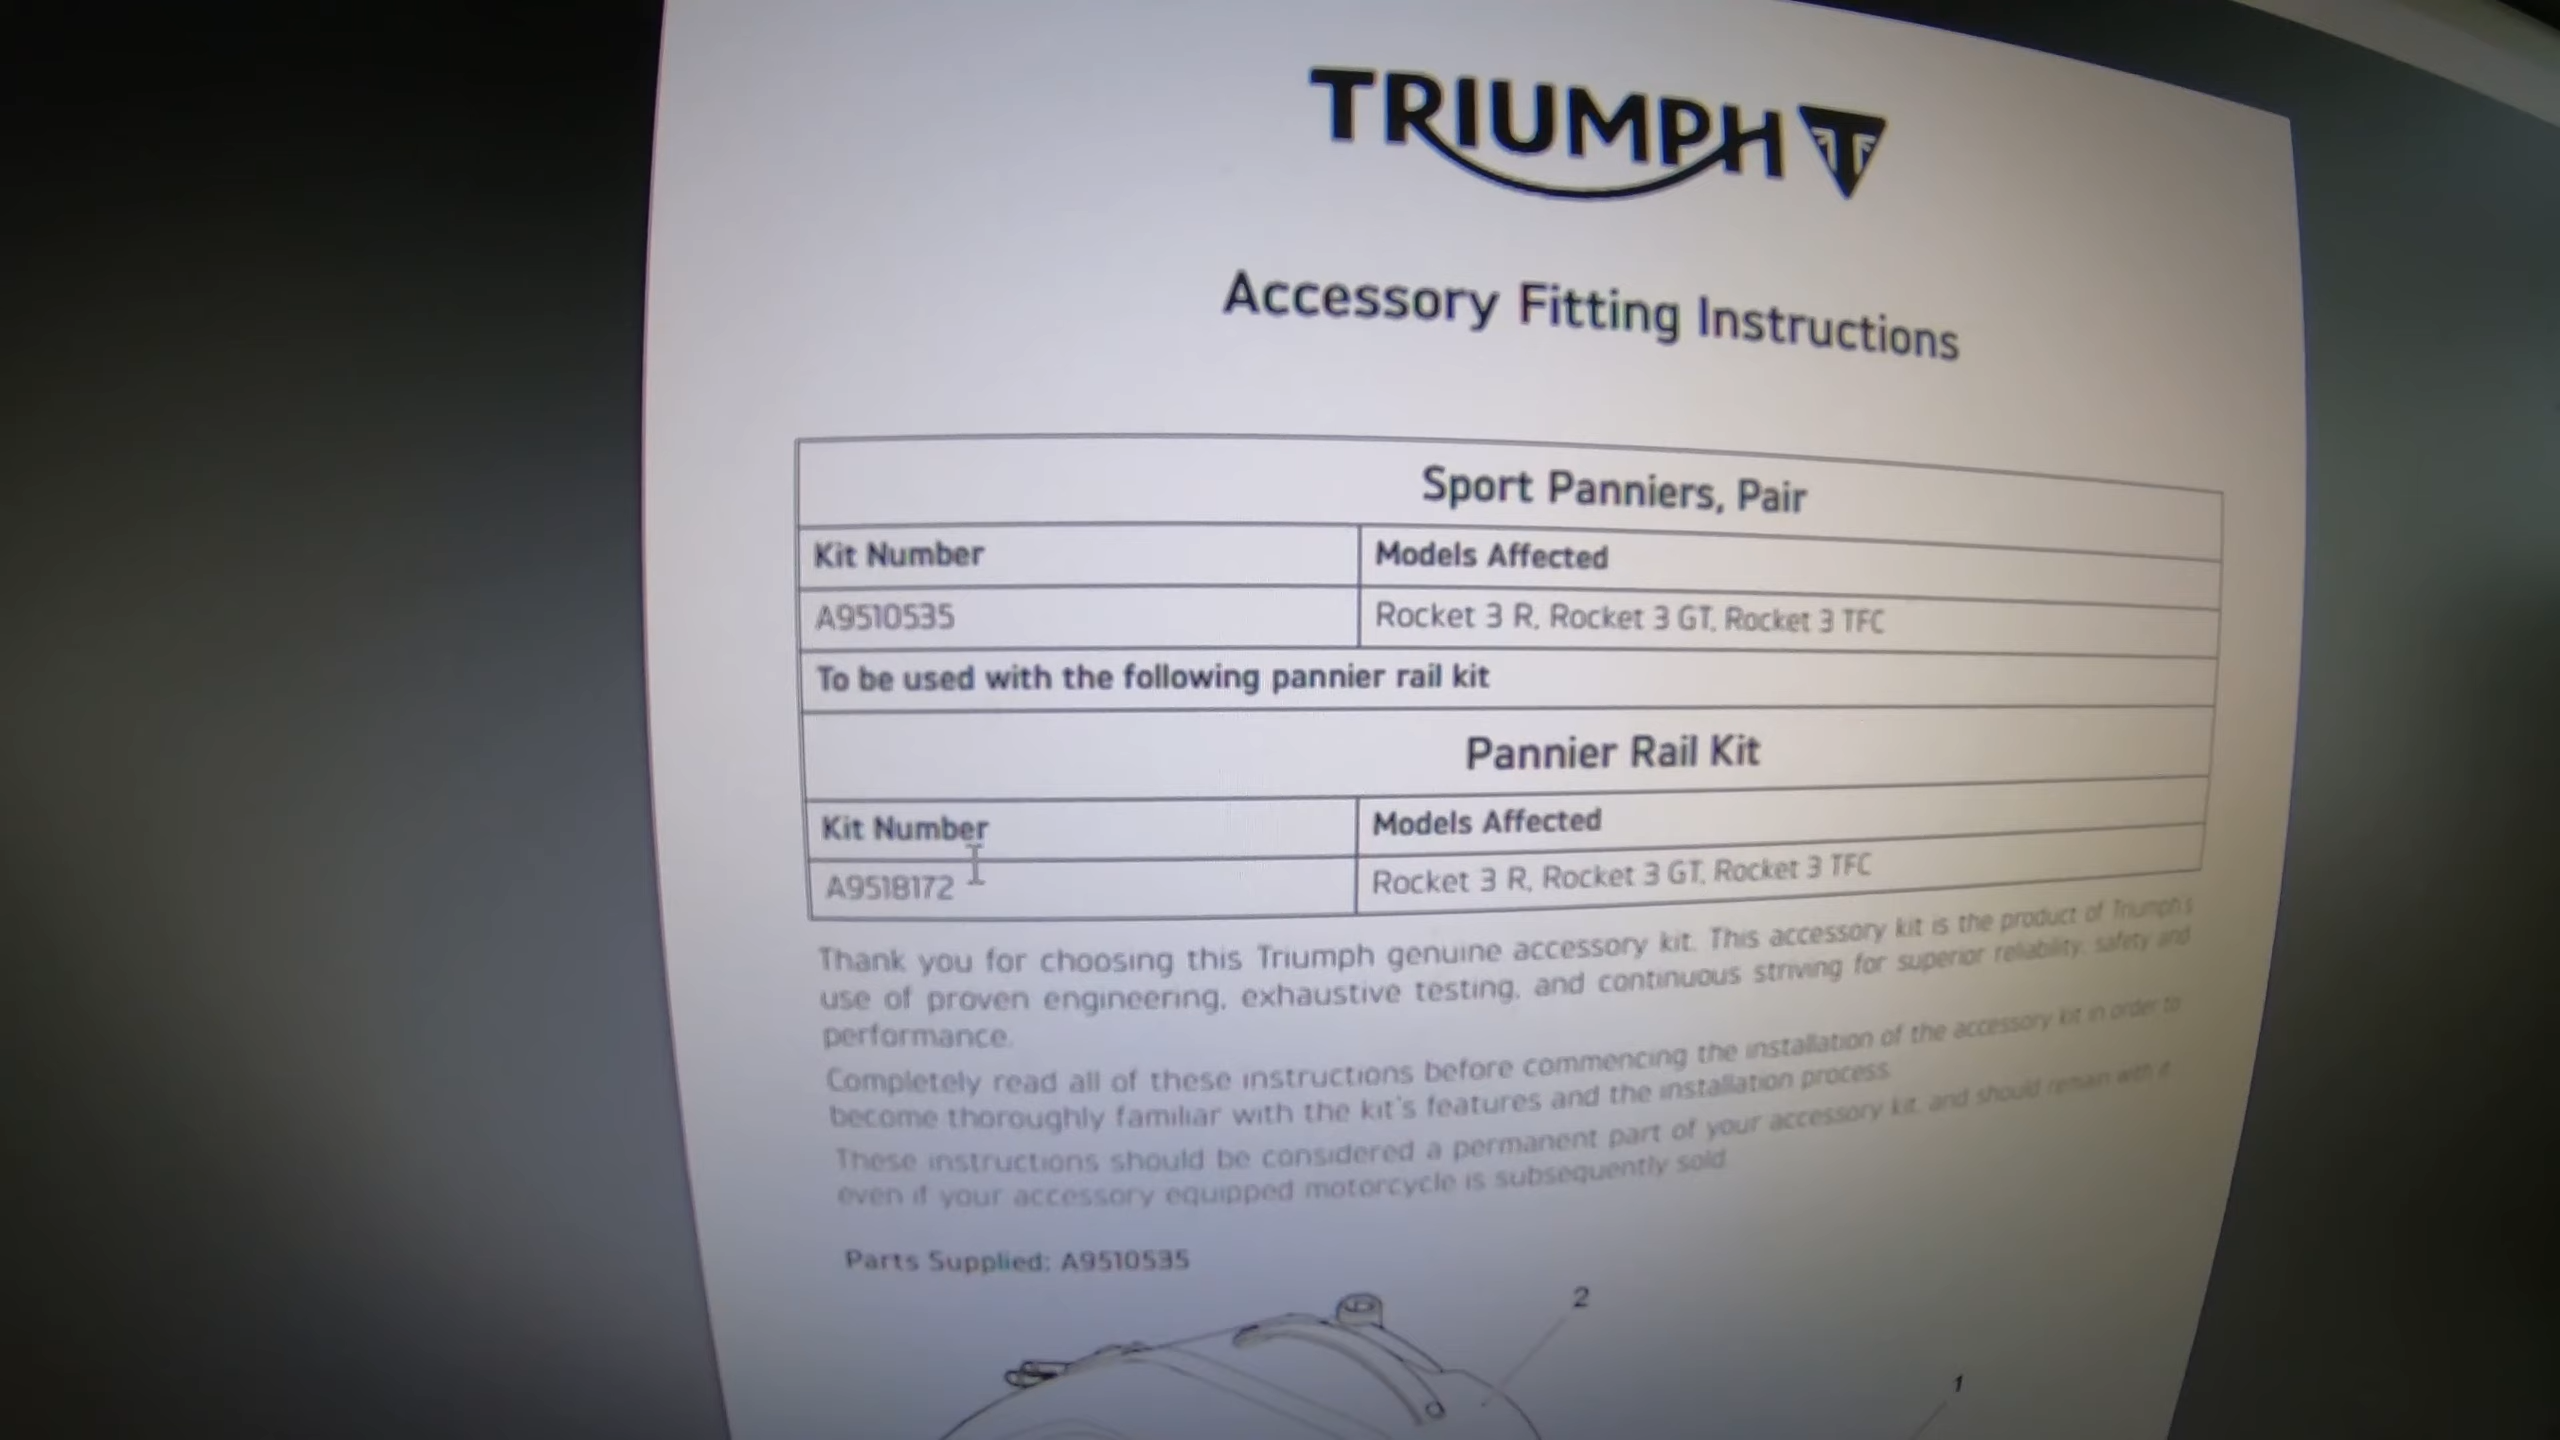 TRIUMPH
Accessory Fitting Instructions
Sport Panniers, Pair
Kit Number Models Affected
A9510535 Rocket 3 R, Rocket 3 GT, Rocket 3 TFC
To be used with the following pannier rail kit
Pannier Rail Kit
Kit Number Models Affected
A9518172 Rocket 3 R, Rocket 3 GT, Rocket 3 TFC
Thank you for choosing this Triumph genuine accessory kit. This accessory kit is the product of Triumph's
use of proven engineering, exhaustive testing, and continuous striving for superior reliability, safety and
performance.
Completely read all of these instructions before commencing the installation of the accessory kit in order to
become thoroughly familiar with the kit's features and the installation process.
These instructions should be considered a permanent part of your accessory kit, and should remain with it
even if your accessory equipped motorcycle is subsequently sold.
Parts Supplied: A9510535
2
1